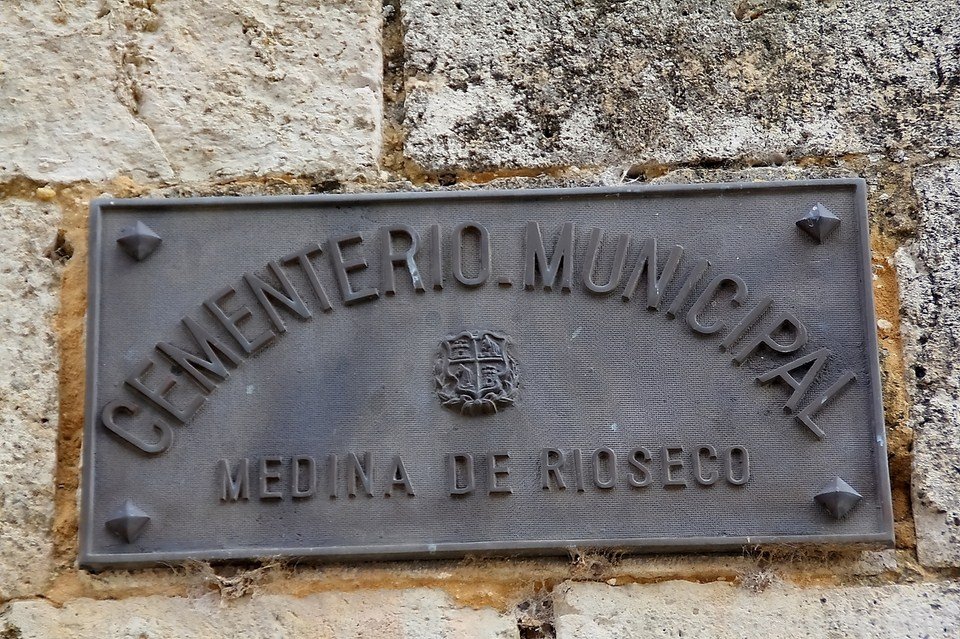 CEMENTERIO.MUNICIPAL
MEDINA DE RIOSECO